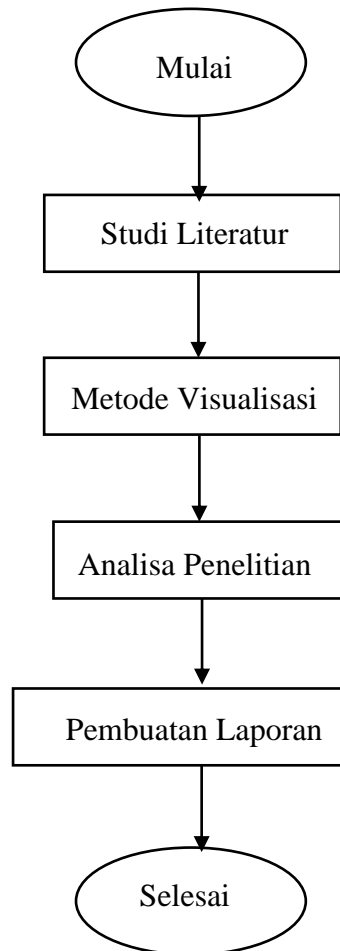 Mulai
Studi Literatur
Metode Visualisasi
Analisa Penelitian
Pembuatan Laporan
Selesai